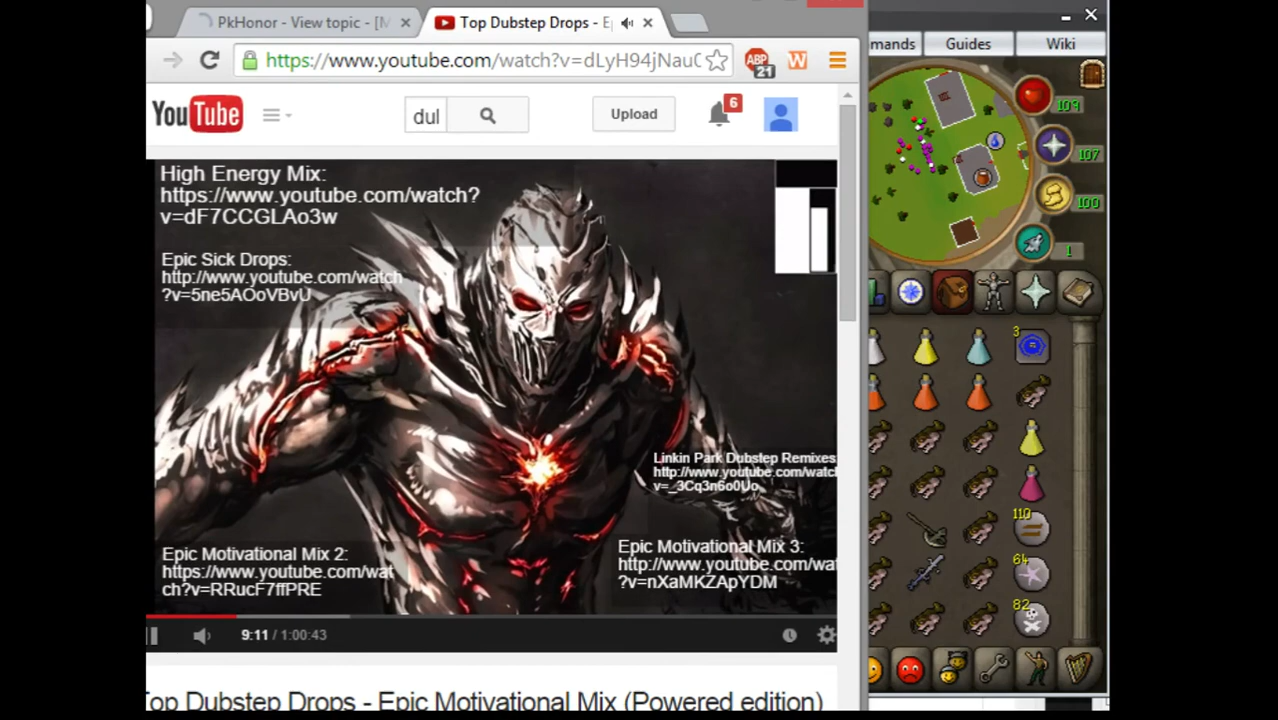 PkHonor - View topic - [M
Top Dubstep Drops - E
https://www.youtube.com/watch?v=dLyH94jNau
ABP
21
W
mands
Guides
Wiki
YouTube
dul
Upload
6
High Energy Mix:
https://www.youtube.com/watch?
v=dF7CCGLAo3w
Epic Sick Drops:
http://www.youtube.com/watch
?v=5ne5AOoVBvU
Linkin Park Dubstep Remixes
http://www.youtube.com/watch
v=_3Cq3n6o0Uo
Epic Motivational Mix 2:
https://www.youtube.com/wat
ch?v=RRucF7ffPRE
Epic Motivational Mix 3:
http://www.youtube.com/wa
?v=nXaMKZApYDM
9:11 / 1:00:43
Top Dubstep Drops - Epic Motivational Mix (Powered edition)
109
107
100
1
3
110
64
82